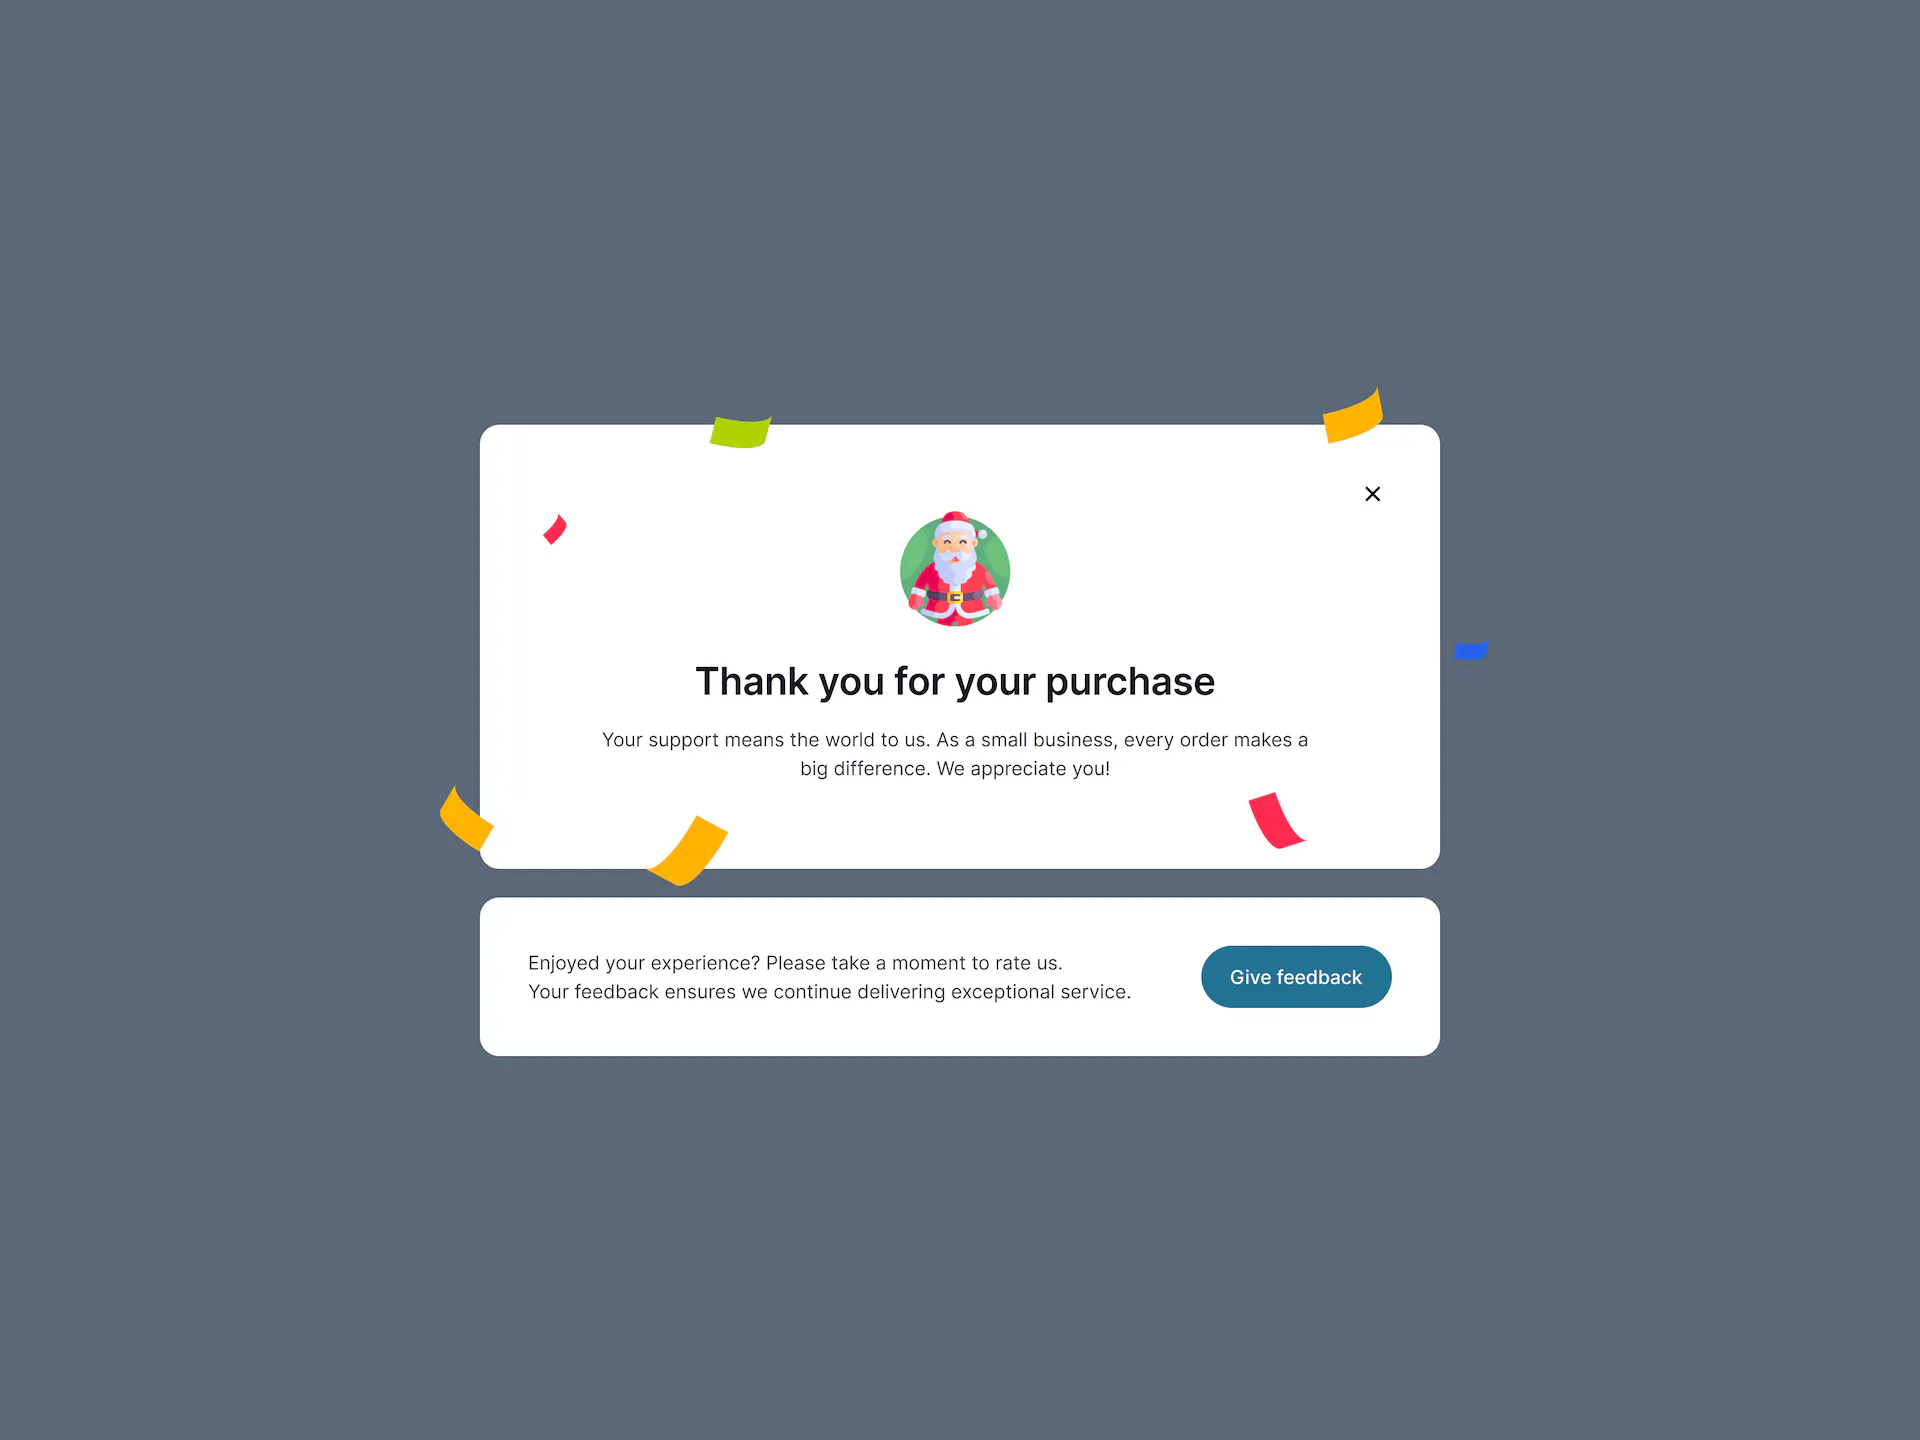 Thank you for your purchase
Your support means the world to us. As a small business, every order makes a
big difference. We appreciate you!
Enjoyed your experience? Please take a moment to rate us.
Your feedback ensures we continue delivering exceptional service.
Give feedback